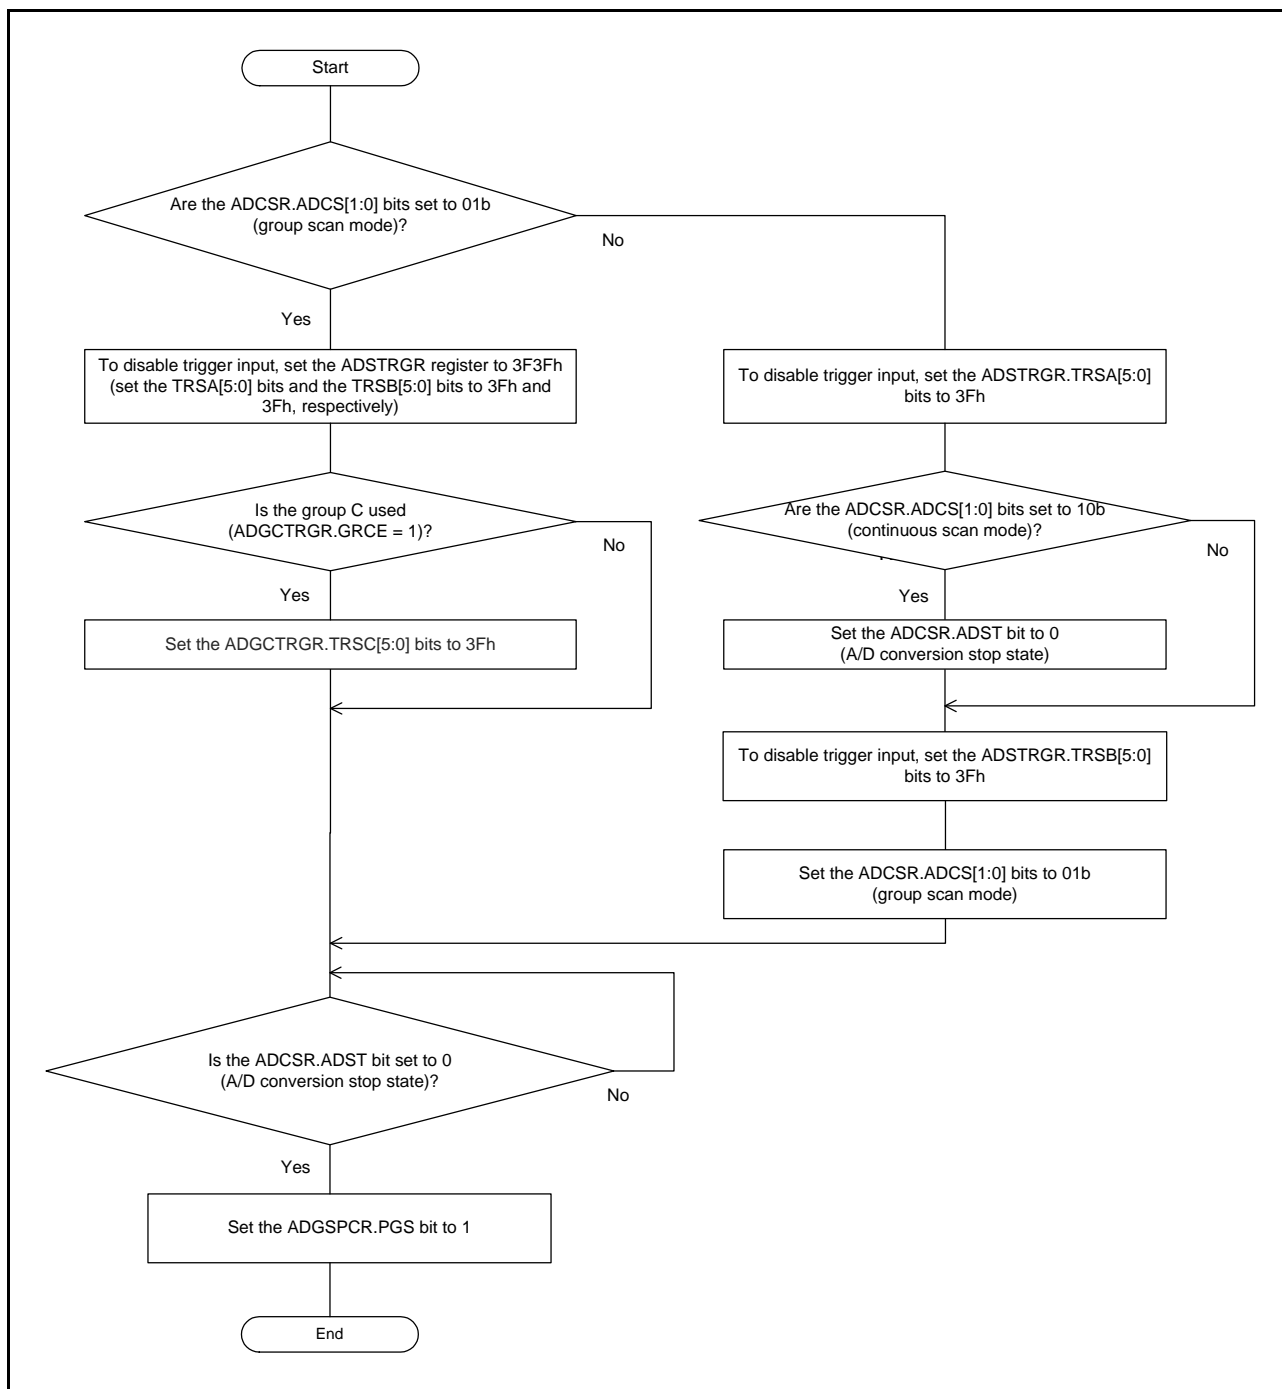 Start
Are the ADCSR.ADCS[1:0] bits set to 01b
(group scan mode)?
No
Yes
To disable trigger input, set the ADSTRGR register to 3F3Fh
(set the TRSA[5:0] bits and the TRSB[5:0] bits to 3Fh and
3Fh, respectively)
Is the group C used
(ADGCTRGR.GRCE = 1)?
No
Yes
Set the ADGCTRGR.TRSC[5:0] bits to 3Fh
To disable trigger input, set the ADSTRGR.TRSA[5:0]
bits to 3Fh
Are the ADCSR.ADCS[1:0] bits set to 10b
(continuous scan mode)?
No
Yes
Set the ADCSR.ADST bit to 0
(A/D conversion stop state)
To disable trigger input, set the ADSTRGR.TRSB[5:0]
bits to 3Fh
Set the ADCSR.ADCS[1:0] bits to 01b
(group scan mode)
Is the ADCSR.ADST bit set to 0
(A/D conversion stop state)?
No
Yes
Set the ADGSPCR.PGS bit to 1
End